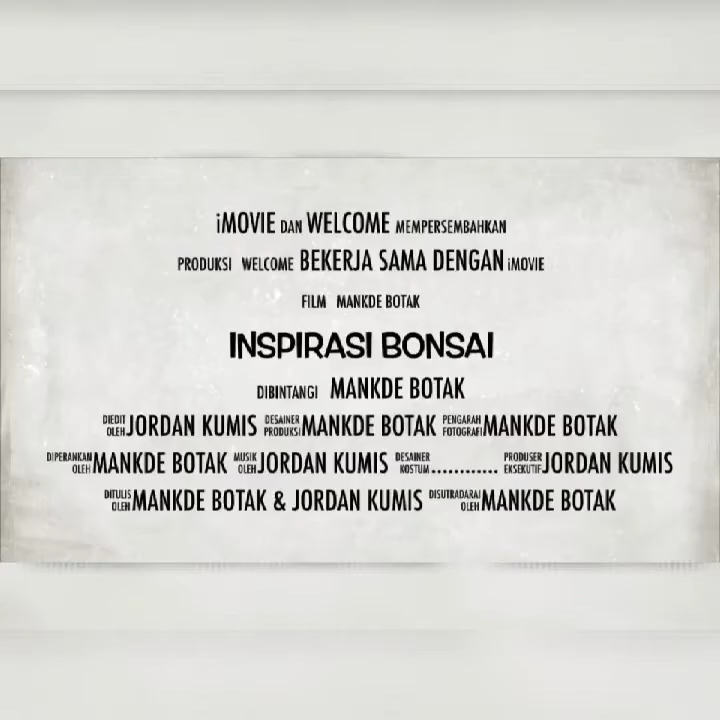 iMOVIE DAN WELCOME MEMPERSEMBAHKAN
PRODUKSI WELCOME BEKERJA SAMA DENGAN iMOVIE
FILM MANKDE BOTAK
INSPIRASI BONSAI
DIBINTANGI MANKDE BOTAK
DIEDIT OLEH JORDAN KUMIS DESAINER PRODUKSI MANKDE BOTAK PENGARAH FOTOGRAFI MANKDE BOTAK
DIPERANKAN OLEH MANKDE BOTAK MUSIK OLEH JORDAN KUMIS DESAINER KOSTUM ............ PRODUSER EKSEKUTIF JORDAN KUMIS
DITULIS OLEH MANKDE BOTAK & JORDAN KUMIS DISUTRADARAI OLEH MANKDE BOTAK